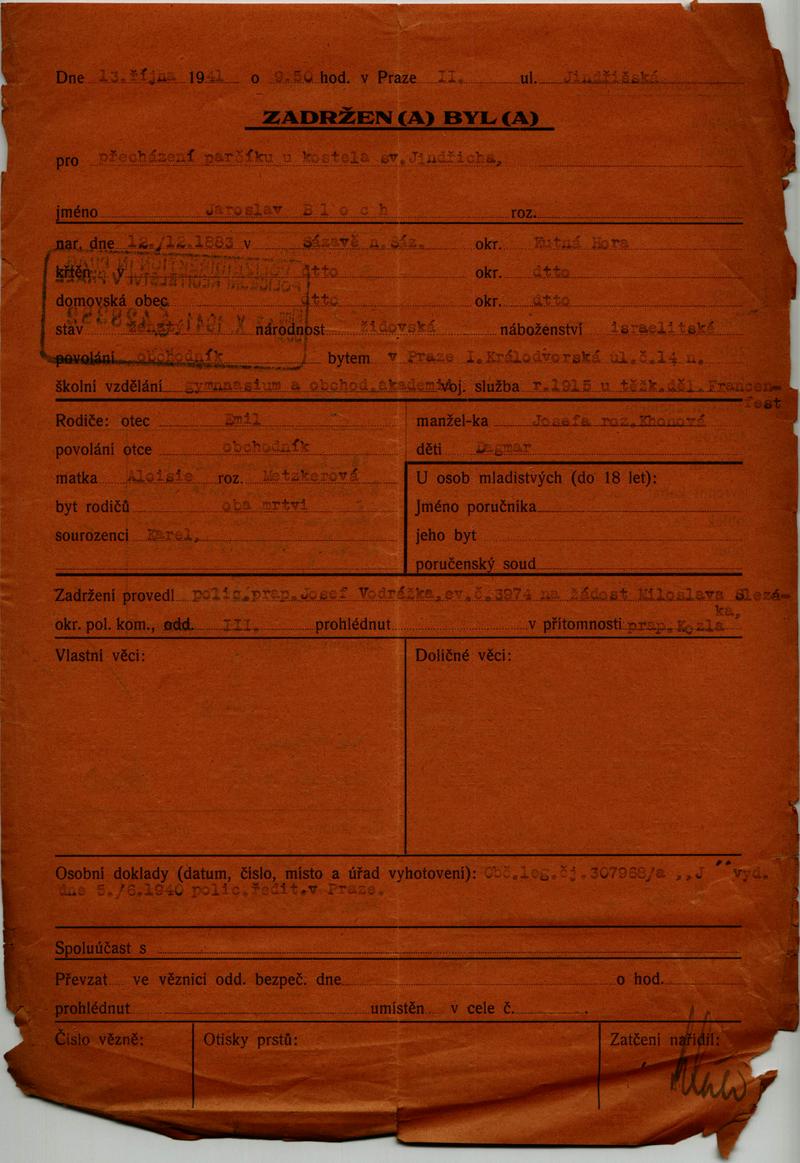 Dne 13.října 1941 o 9.50 hod. v Praze II. ul. Jindřišská
ZADRŽEN (A) BYL (A)
pro přecházení parčíku u kostela sv.Jindřicha,
jméno Jaroslav Bloch roz.
nar. dne 12./12.1883 v Sázavě n.Sáz. okr. Kutná Hora
křtěn v dtto okr. dtto
domovská obec dtto okr. dtto
stav ženatý národnost židovská náboženství israelitské
povolání obchodník bytem v Praze I.Králodvorská ul.č.14 n.
školní vzdělání gymnasium a obchod.akademie Voj. služba r.1915 u těžk.děl. Francen-
fest
Rodiče: otec Emil manžel-ka Josefa roz.Khonová
povolání otce obchodník děti Dagmar
matka Aloisie roz. Metzkerová U osob mladistvých (do 18 let):
byt rodičů oba mrtvi Jméno poručníka
sourozenci Karel, jeho byt
poručenský soud
Zadržení provedl polic.prap.Josef Vodrážka,ev.č.3974 na žádost Miloslava Slezá-
ka,
okr. pol. kom., odd. III. prohlédnut v přítomnosti prap.Kozla
Vlastní věci: Doličné věci:
Osobní doklady (datum, číslo, místo a úřad vyhotovení): Obč.leg.čj.307968/a ,,J " vyd.
dne 5./6.1940 polic.ředit.v Praze.
Spoluúčast s
Převzat ve věznici odd. bezpeč. dne o hod.
prohlédnut umístěn v cele č. .
Číslo vězně: Otisky prstů: Zatčení nařídil: